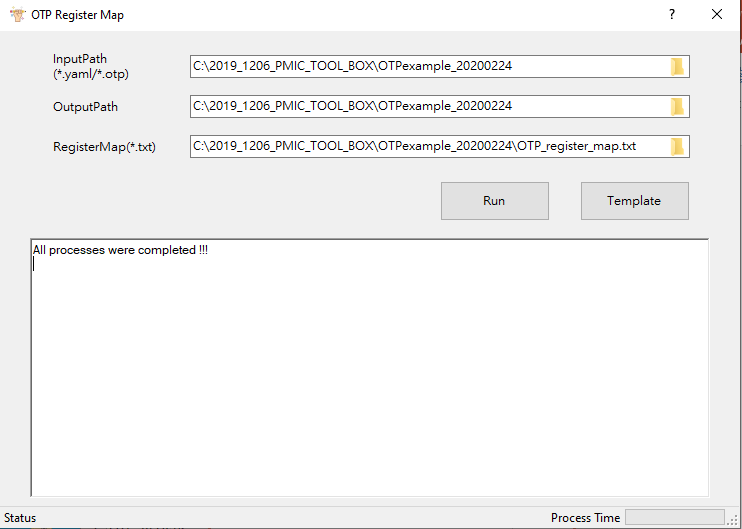 OTP Register Map
?
InputPath
(*.yaml/*.otp)
C:\2019_1206_PMIC_TOOL_BOX\OTPexample_20200224
OutputPath
C:\2019_1206_PMIC_TOOL_BOX\OTPexample_20200224
RegisterMap(*.txt)
C:\2019_1206_PMIC_TOOL_BOX\OTPexample_20200224\OTP_register_map.txt
Run
Template
All processes were completed !!!
Status
Process Time